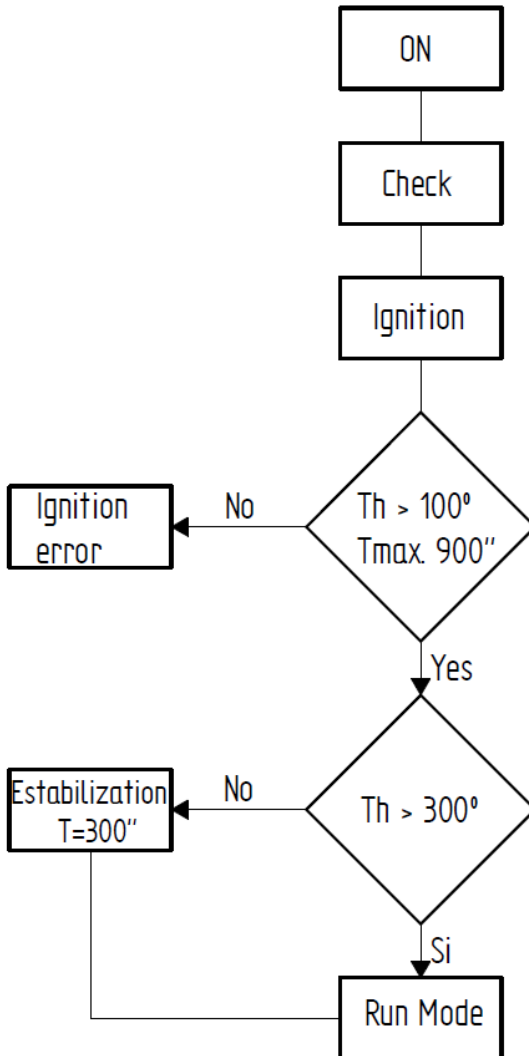 ON
Check
Ignition
Ignition
error
No
Th > 100º
Tmax. 900"
Yes
Estabilization
T=300"
No
Th > 300º
Si
Run Mode